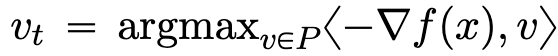 v_t = argmax_{v∈P}⟨−∇f(x), v⟩